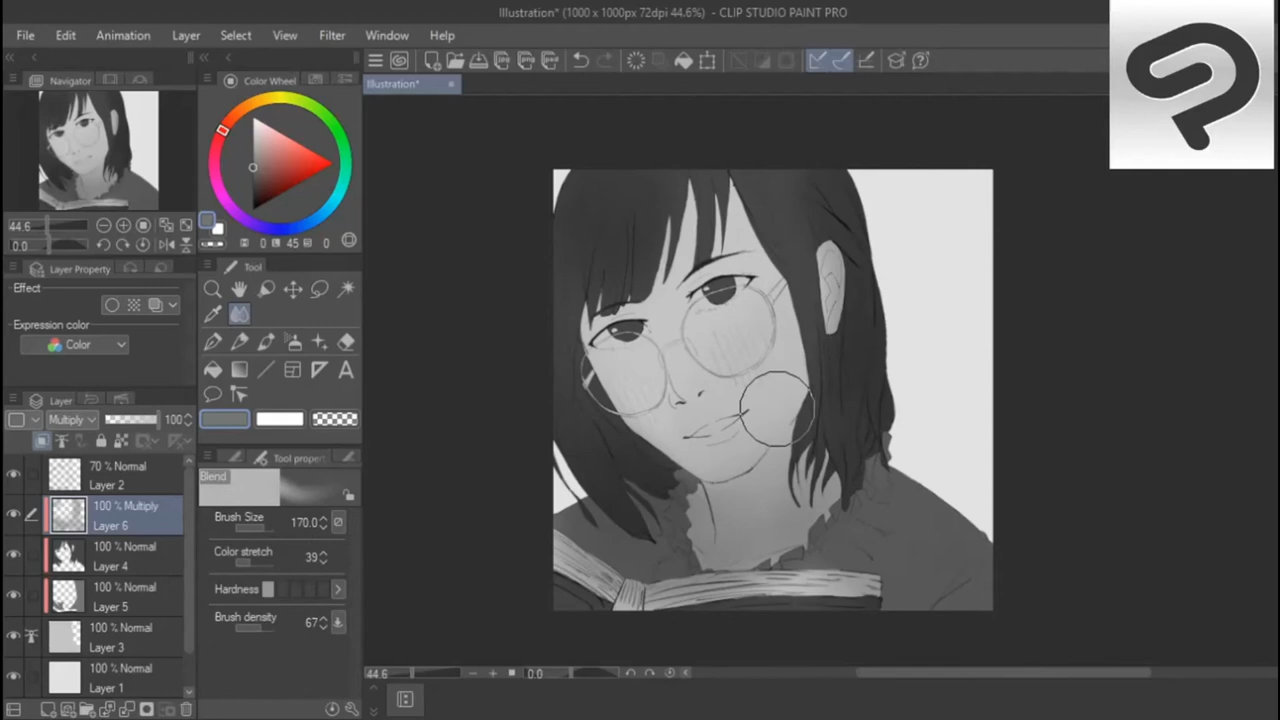 Illustration* (1000 x 1000px 72dpi 44.6%) - CLIP STUDIO PAINT PRO
File Edit Animation Layer Select View Filter Window Help
Navigator
Color Wheel
Illustration*
44.6
0.0
0 45 0
Layer Property
Tool
Effect
Expression color
Color
Layer
Multiply 100
Tool proper
70 % Normal
Layer 2
100 % Multiply
Layer 6
100 % Normal
Layer 4
100 % Normal
Layer 5
100 % Normal
Layer 3
100 % Normal
Layer 1
Blend
Brush Size 170.0
Color stretch 39
Hardness
Brush density 67
44.6 0.0